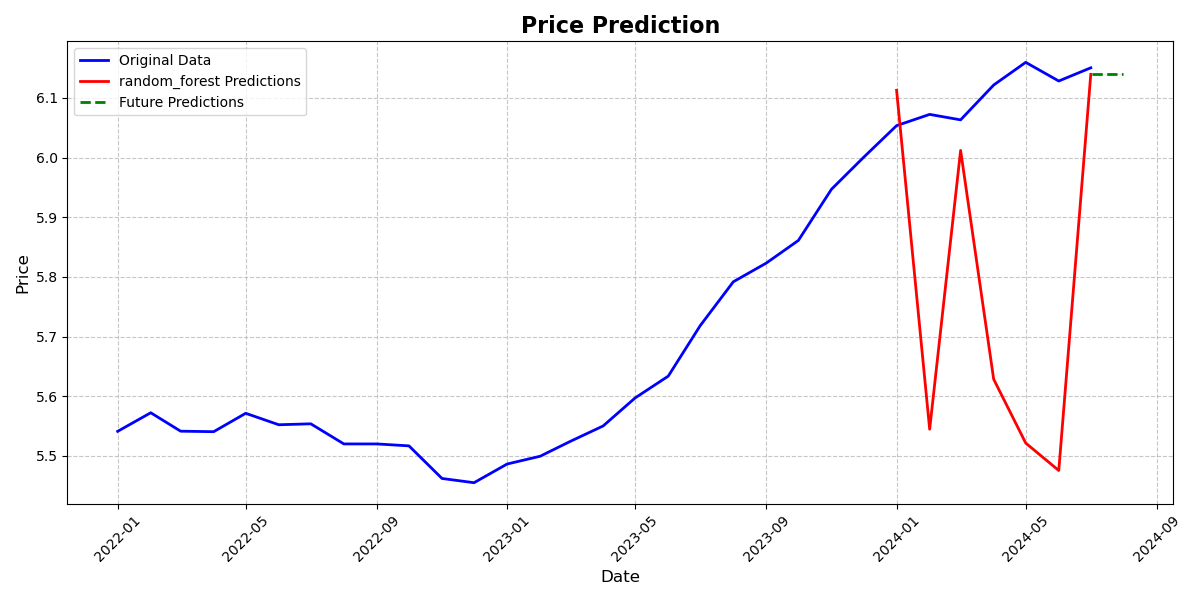 Price Prediction
Original Data
random_forest Predictions
Future Predictions
Price
6.1
6.0
5.9
5.8
5.7
5.6
5.5
2022-01
2022-05
2022-09
2023-01
2023-05
2023-09
2024-01
2024-05
2024-09
Date